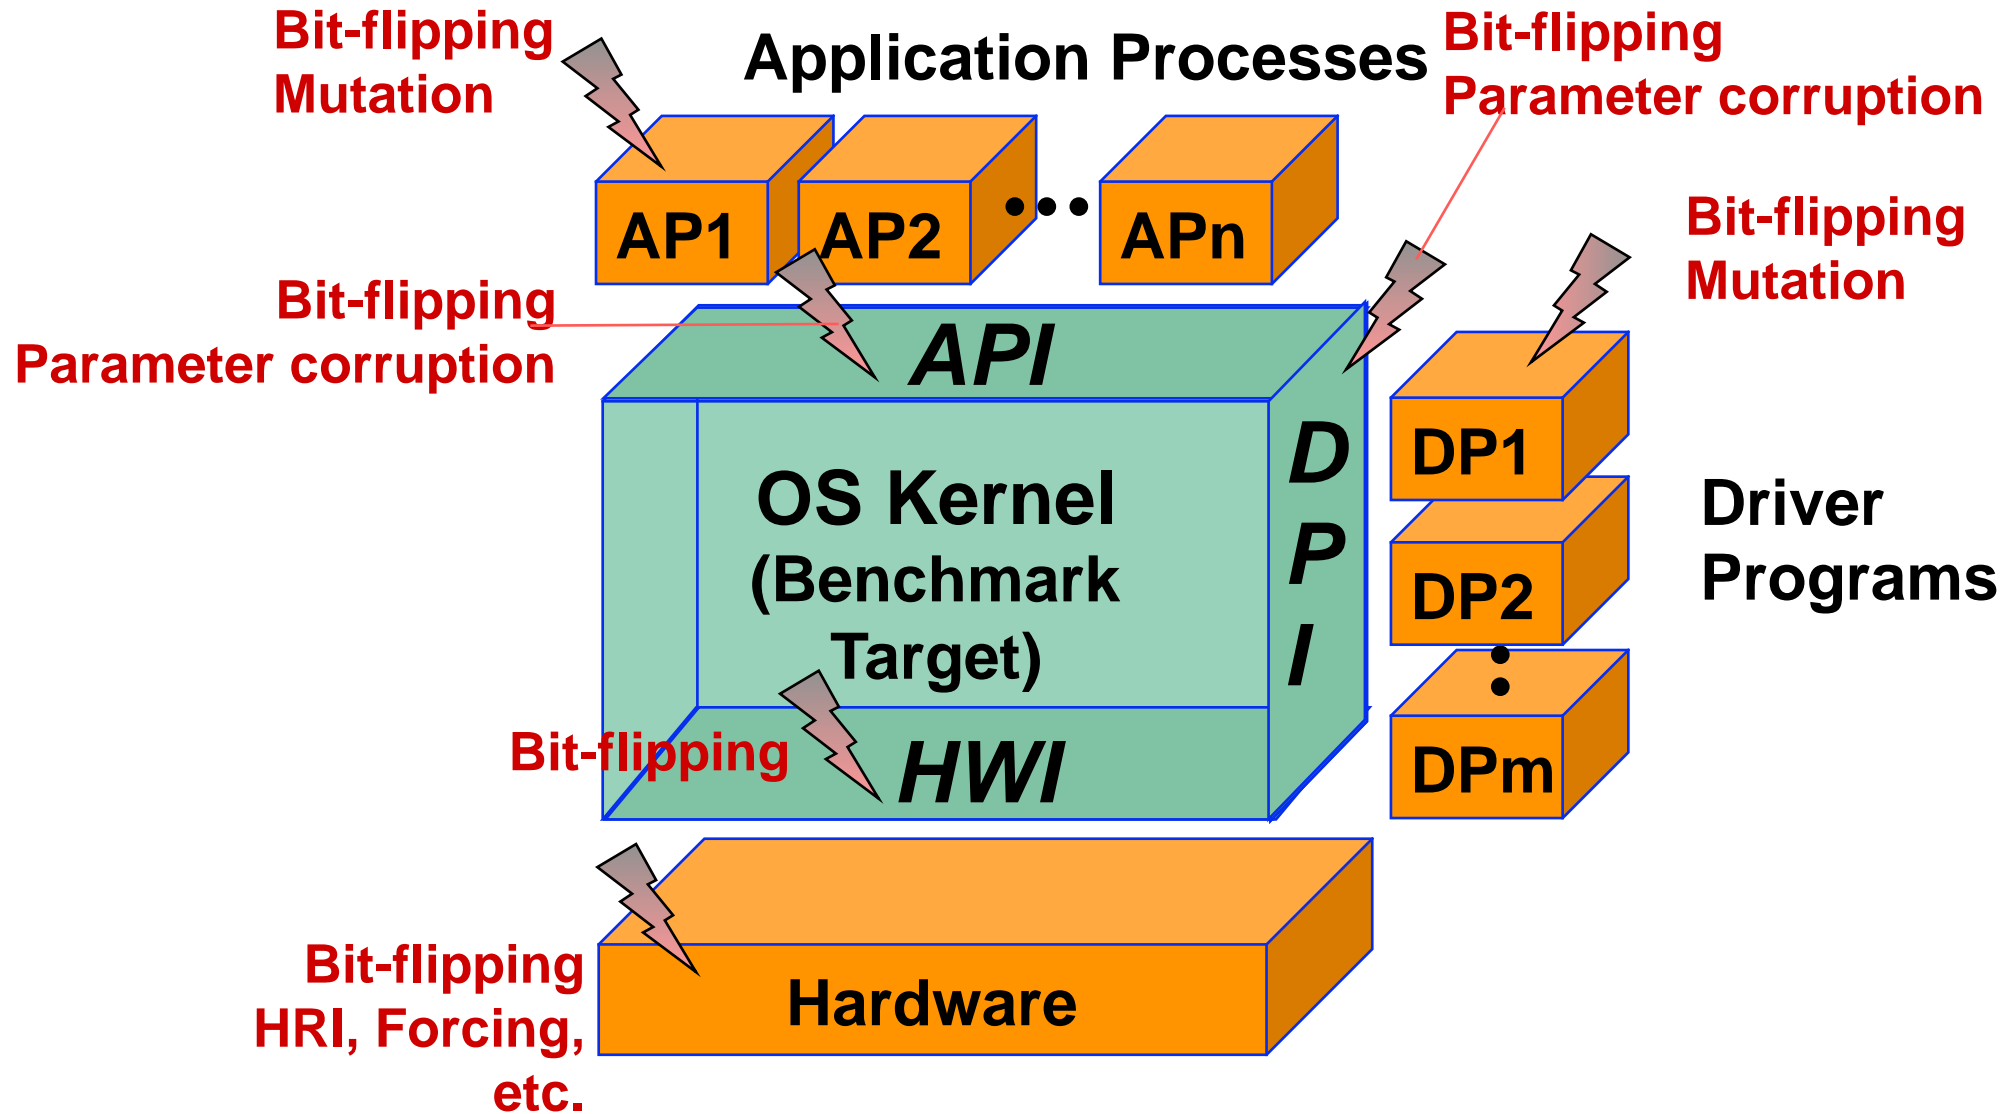 Bit-flipping
Mutation
Application Processes
Bit-flipping
Parameter corruption
AP1
AP2
APn
Bit-flipping
Mutation
Bit-flipping
Parameter corruption
API
D
P
I
OS Kernel
(Benchmark
Target)
DP1
DP2
DPm
Driver
Programs
Bit-flipping
HWI
Bit-flipping
HRI, Forcing,
etc.
Hardware